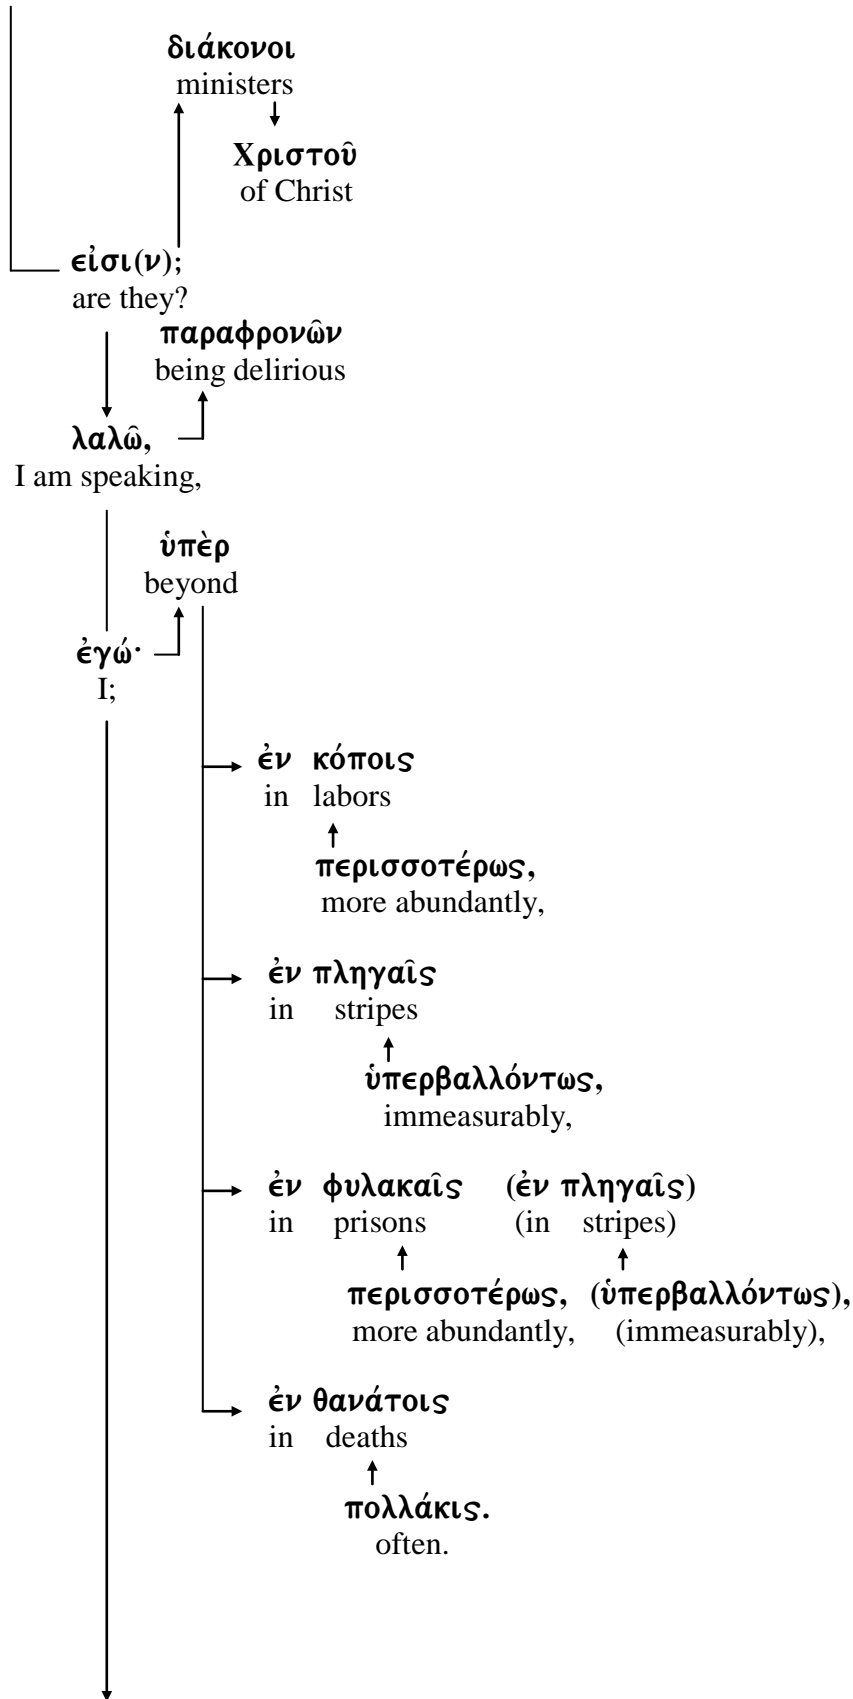 διάκονοι
ministers
Χριστοῦ
of Christ
εἰσι(ν);
are they?
παραφρονῶν
being delirious
λαλῶ,
I am speaking,
ὑπὲρ
beyond
ἐγώ·
I;
ἐν κόποις
in labors
περισσοτέρως,
more abundantly,
ἐν πληγαῖς
in stripes
ὑπερβαλλόντως,
immeasurably,
ἐν φυλακαῖς (ἐν πληγαῖς)
in prisons (in stripes)
περισσοτέρως, (ὑπερβαλλόντως),
more abundantly, (immeasurably),
ἐν θανάτοις
in deaths
πολλάκις.
often.